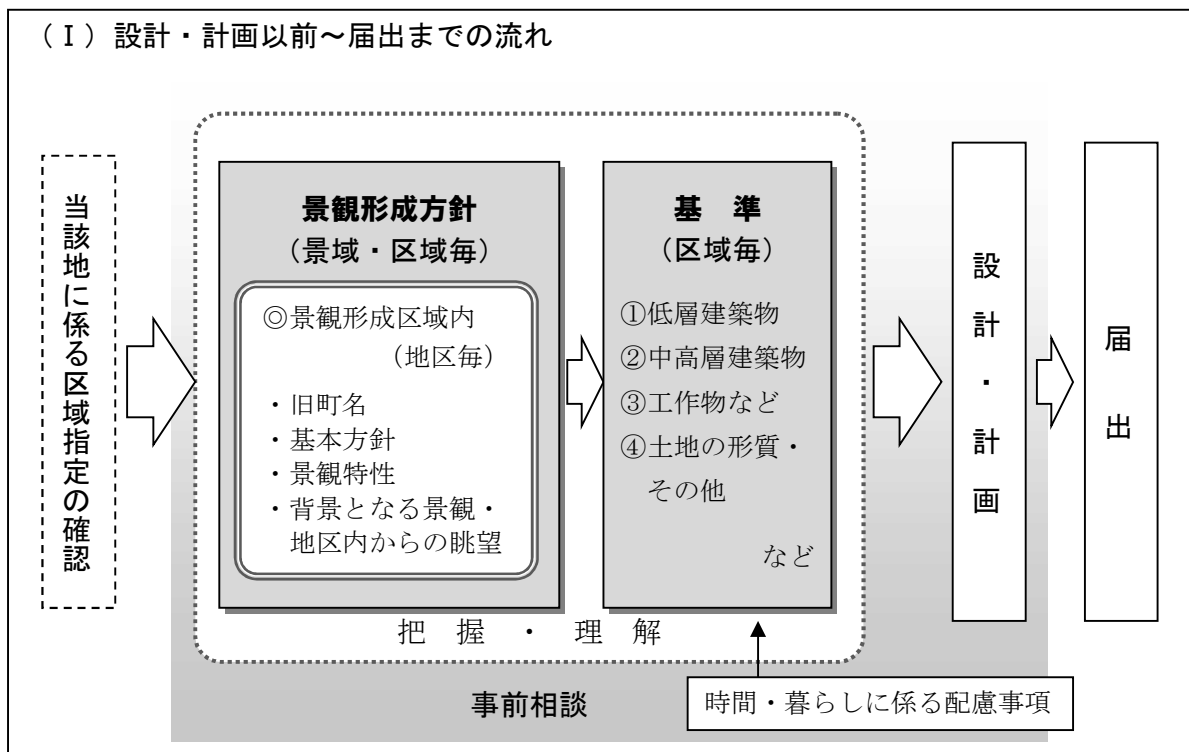 （Ⅰ）設計・計画以前～届出までの流れ
当該地に係る区域指定の確認
景観形成方針
（景域・区域毎）
◎景観形成区域内
（地区毎）
・旧町名
・基本方針
・景観特性
・背景となる景観・
地区内からの眺望
基　準
（区域毎）
①低層建築物
②中高層建築物
③工作物など
④土地の形質・
その他
など
把　握　・　理　解
設計・計画
届出
事前相談
時間・暮らしに係る配慮事項